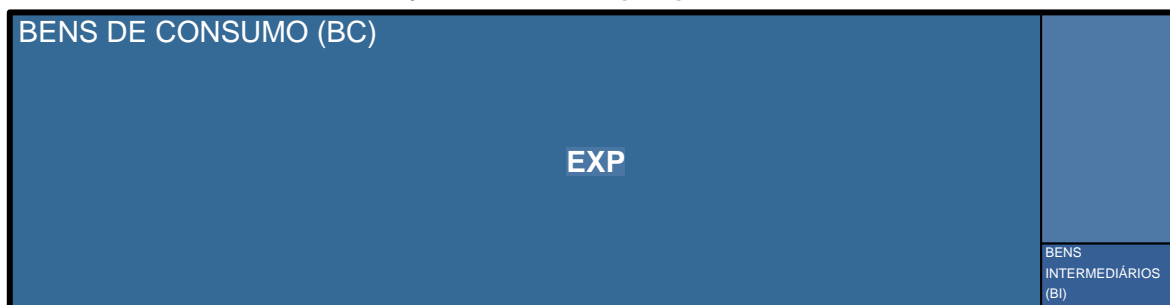 BENS DE CONSUMO (BC)
EXP
BENS
INTERMEDIÁRIOS
(BI)